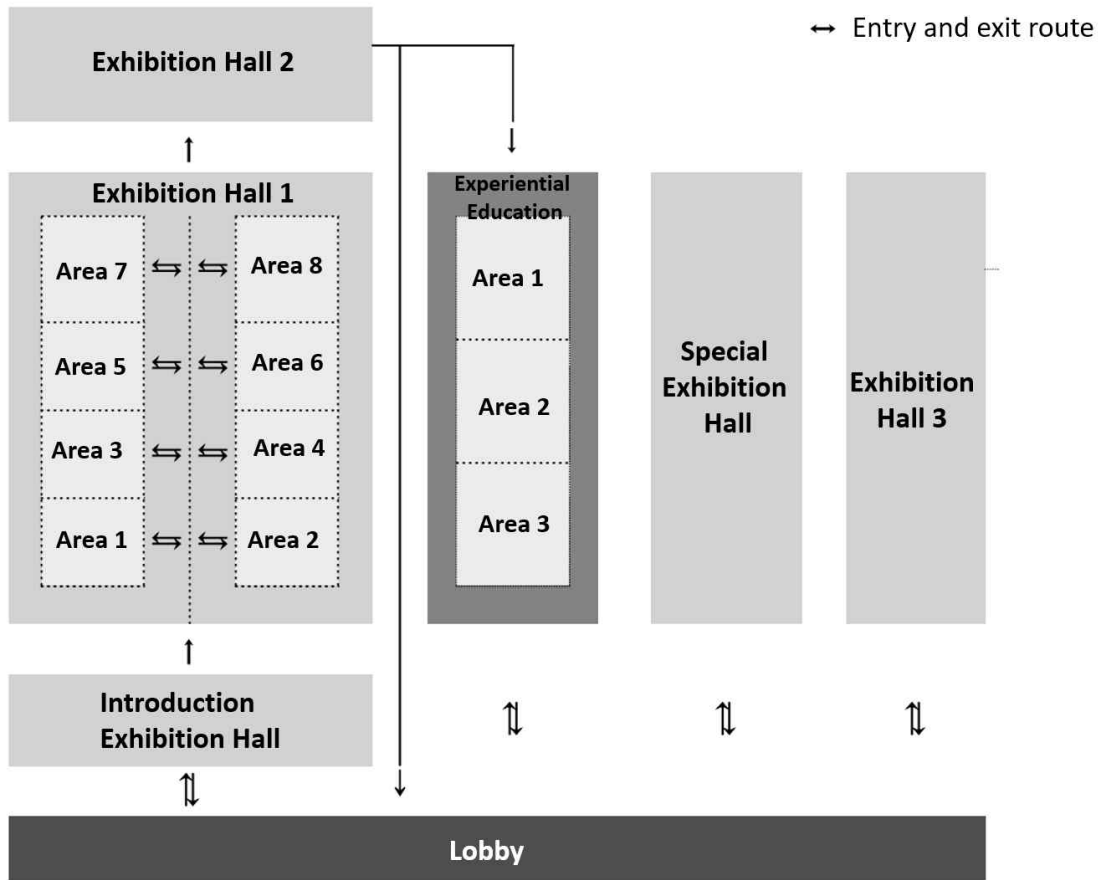 ↔ Entry and exit route
Exhibition Hall 2
Exhibition Hall 1
Area 7
Area 8
Area 5
Area 6
Area 3
Area 4
Area 1
Area 2
Experiential
Education
Area 1
Area 2
Area 3
Special
Exhibition
Hall
Exhibition
Hall 3
Introduction
Exhibition Hall
Lobby